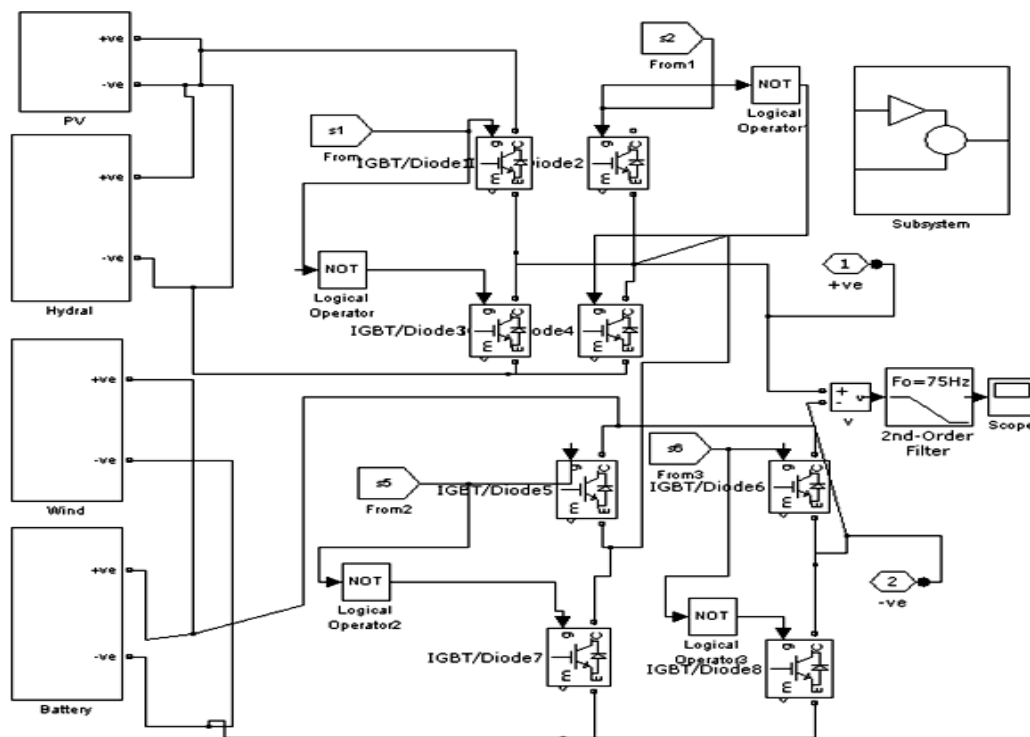 +ve
-ve
PV
+ve
-ve
Hydral
+ve
-ve
Wind
+ve
-ve
Battery
s1
From
s2
From1
NOT
Logical
Operator
g C
m E
IGBT/Diode1
g C
m E
Diode2
NOT
Logical
Operator
g C
m E
IGBT/Diode3
g C
m E
Diode4
Subsystem
1
+ve
+
-
v
v
Fo=75Hz
2nd-Order
Filter
Scope
s5
From2
g C
m E
IGBT/Diode5
s6
From3
g C
m E
IGBT/Diode6
NOT
Logical
Operator2
g C
m E
IGBT/Diode7
NOT
Logical
Operator3
g C
m E
IGBT/Diode8
2
-ve